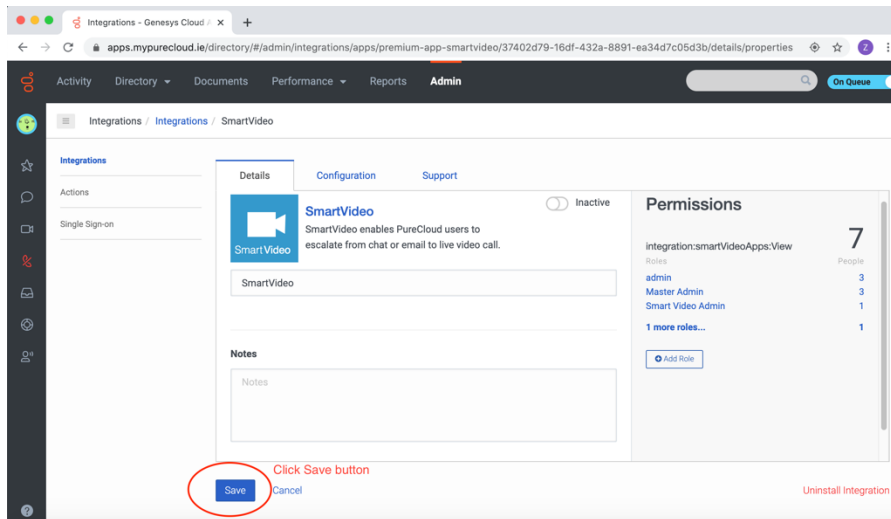 Integrations - Genesys Cloud A
apps.mypurecloud.ie/directory/#/admin/integrations/apps/premium-app-smartvideo/37402d79-16df-432a-8891-ea34d7c05d3b/details/properties
Z
Activity Directory Documents Performance Reports Admin
On Queue
Integrations / Integrations / SmartVideo
Integrations
Actions
Single Sign-on
Details Configuration Support
Smart Video
SmartVideo
Inactive
SmartVideo enables PureCloud users to
escalate from chat or email to live video call.
SmartVideo
Notes
Notes
Permissions
integration:smartVideoApps:View 7
Roles People
admin 3
Master Admin 3
Smart Video Admin 1
1 more roles... 1
Add Role
Click Save button
Save Cancel
Uninstall Integration